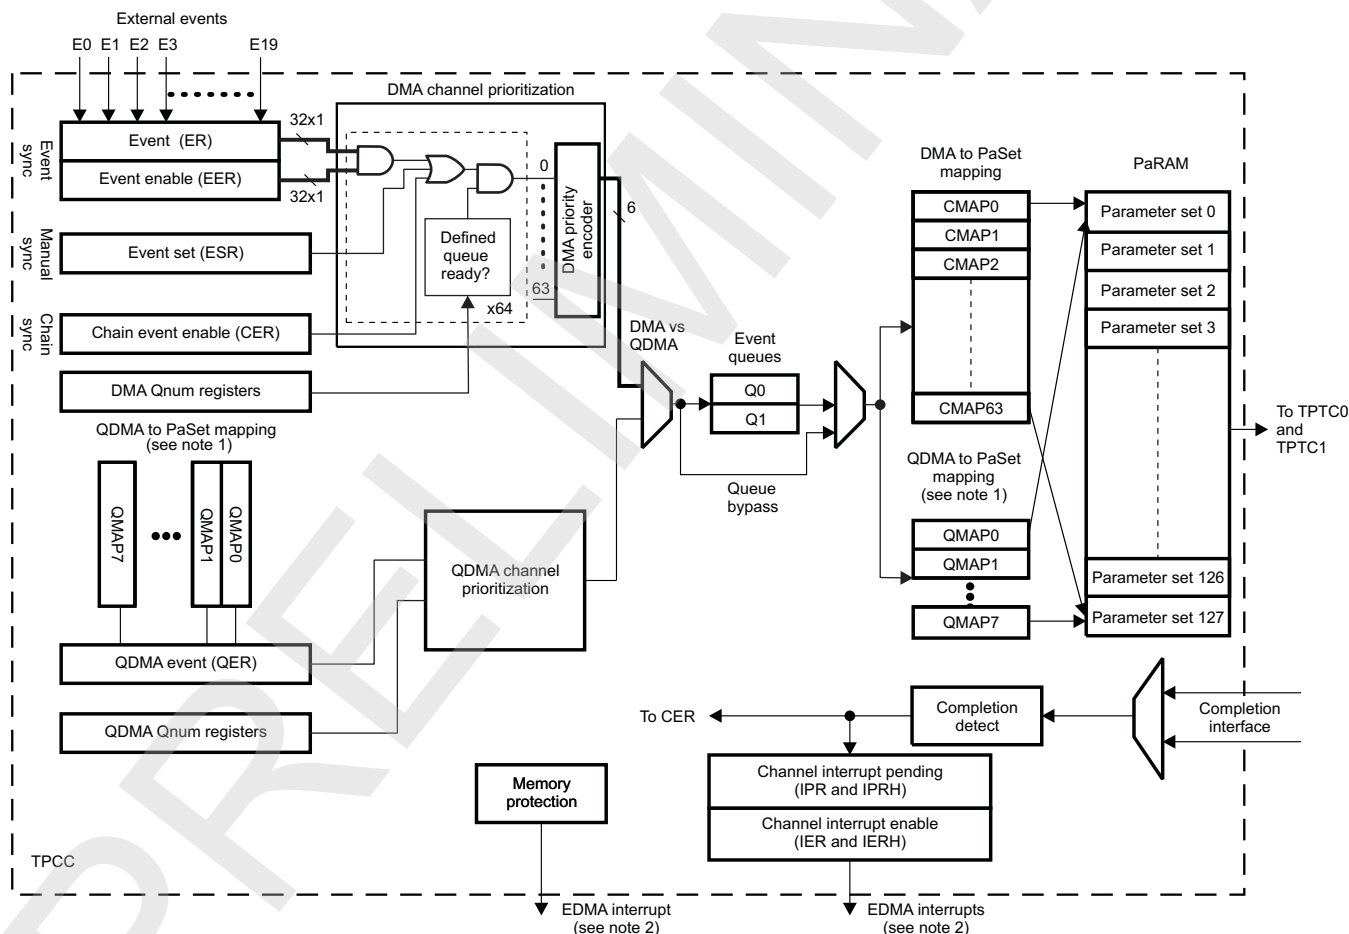 External events
E0 E1 E2 E3 E19
DMA channel prioritization
Event sync
Event (ER)
Event enable (EER)
32x1
32x1
Manual sync
Event set (ESR)
Chain sync
Chain event enable (CER)
DMA Qnum registers
Defined
queue
ready?
x64
0
63
DMA priority
encoder
6
DMA vs
QDMA
Event
queues
Q0
Q1
Queue
bypass
DMA to PaSet
mapping
CMAP0
CMAP1
CMAP2
CMAP63
PaRAM
Parameter set 0
Parameter set 1
Parameter set 2
Parameter set 3
Parameter set 126
Parameter set 127
To TPTC0
and
TPTC1
QDMA to PaSet mapping
(see note 1)
QMAP7
QMAP1
QMAP0
QDMA channel
prioritization
QDMA event (QER)
QDMA Qnum registers
QDMA to PaSet
mapping
(see note 1)
QMAP0
QMAP1
QMAP7
To CER
Completion
detect
Completion
interface
Channel interrupt pending
(IPR and IPRH)
Channel interrupt enable
(IER and IERH)
Memory
protection
TPCC
EDMA interrupt
(see note 2)
EDMA interrupts
(see note 2)
PRELIMIN